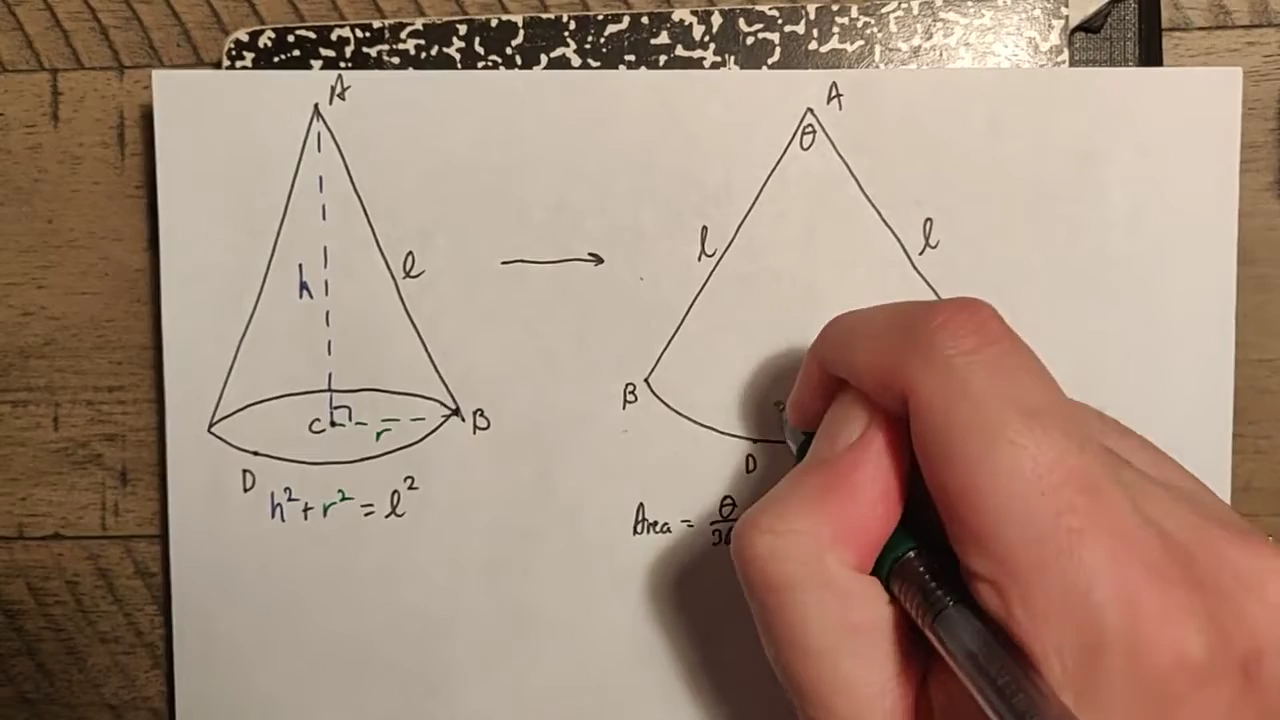 A
h
l
C
r
B
D
h² + r² = l²
A
θ
l
l
B
D
Area = θ